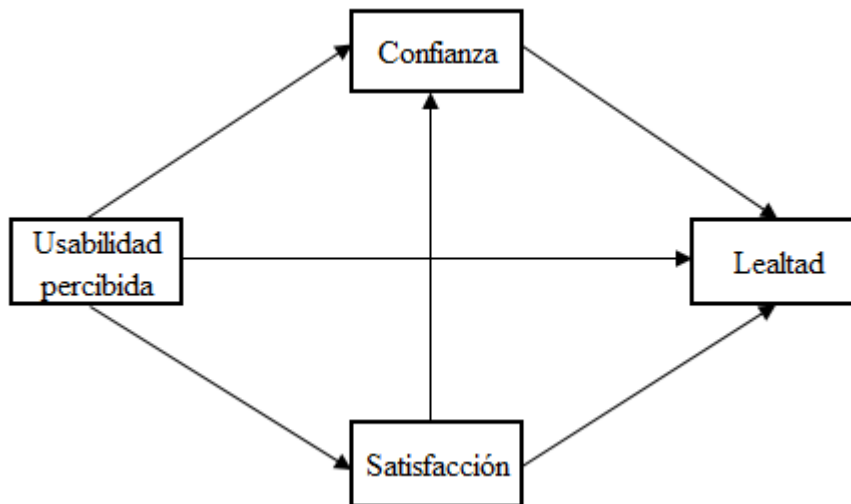 Confianza
Usabilidad
percibida
Lealtad
Satisfacción